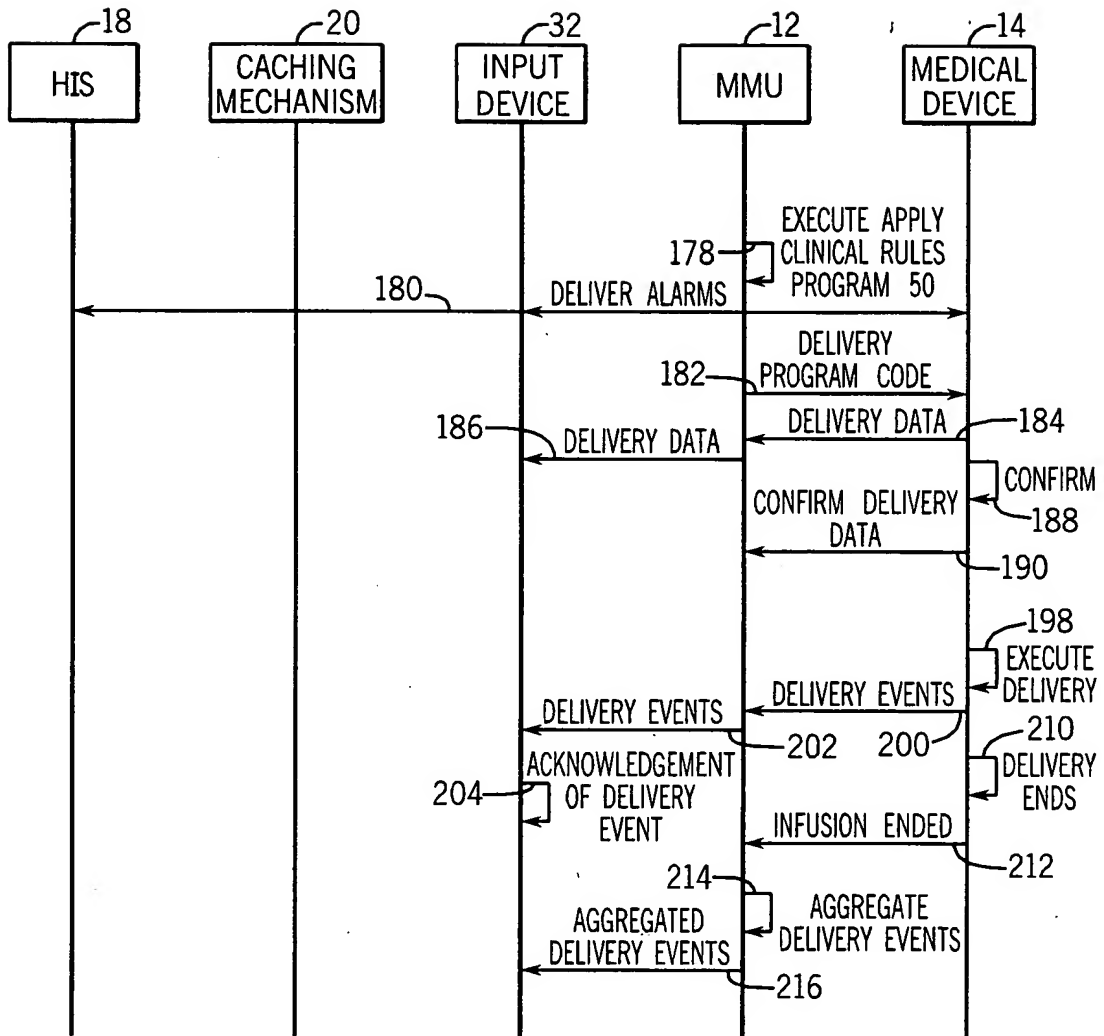 18
20
32
12
14
HIS
CACHING
MECHANISM
INPUT
DEVICE
MMU
MEDICAL
DEVICE
178
EXECUTE APPLY
CLINICAL RULES
PROGRAM 50
180
DELIVER ALARMS
182
DELIVERY
PROGRAM CODE
DELIVERY DATA
184
186
DELIVERY DATA
CONFIRM
188
CONFIRM DELIVERY
DATA
190
198
EXECUTE
DELIVERY
DELIVERY EVENTS
200
DELIVERY EVENTS
202
210
DELIVERY
ENDS
204
ACKNOWLEDGEMENT
OF DELIVERY
EVENT
INFUSION ENDED
212
214
AGGREGATE
DELIVERY EVENTS
AGGREGATED
DELIVERY EVENTS
216